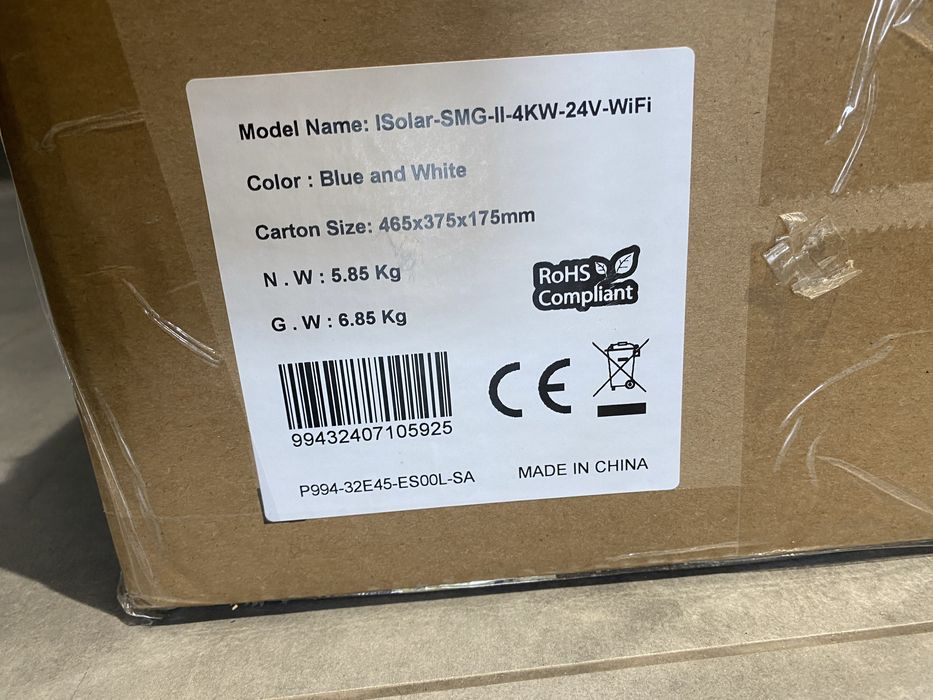 Model Name: ISolar-SMG-II-4KW-24V-WiFi
Color : Blue and White
Carton Size: 465x375x175mm
N . W : 5.85 Kg
G . W : 6.85 Kg
RoHS
Compliant
CE
99432407105925
P994-32E45-ES00L-SA
MADE IN CHINA